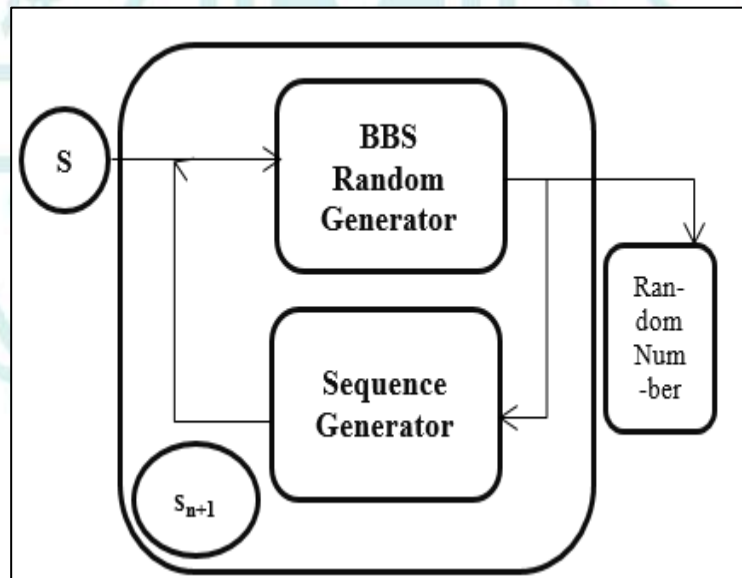 S
BBS
Random
Generator
Ran-
dom
Num
-ber
Sequence
Generator
sₙ₊₁